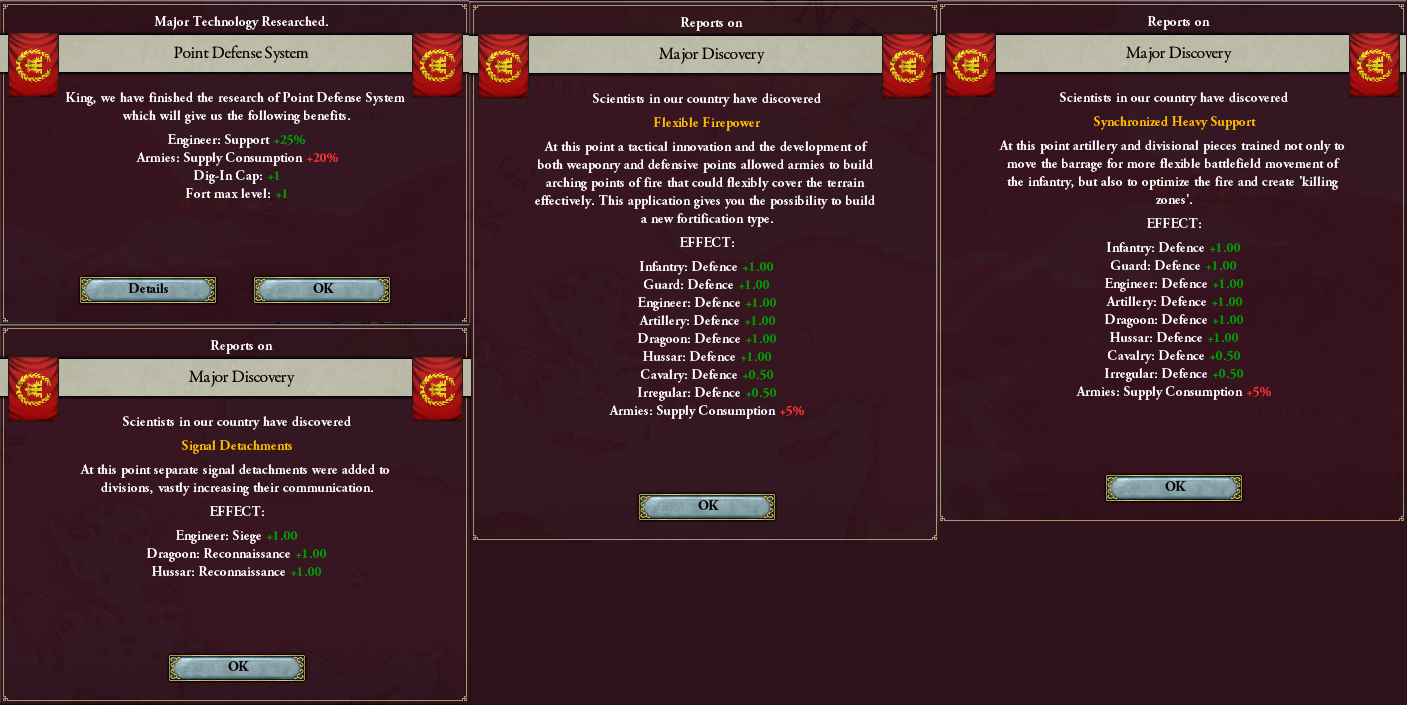 Major Technology Researched.
Point Defense System
King, we have finished the research of Point Defense System
which will give us the following benefits.
Engineer: Support +25%
Armies: Supply Consumption +20%
Dig-In Cap: +1
Fort max level: +1
Details
OK
Reports on
Major Discovery
Scientists in our country have discovered
Signal Detachments
At this point separate signal detachments were added to
divisions, vastly increasing their communication.
EFFECT:
Engineer: Siege +1.00
Dragoon: Reconnaissance +1.00
Hussar: Reconnaissance +1.00
OK
Reports on
Major Discovery
Scientists in our country have discovered
Flexible Firepower
At this point a tactical innovation and the development of
both weaponry and defensive points allowed armies to build
arching points of fire that could flexibly cover the terrain
effectively. This application gives you the possibility to build
a new fortification type.
EFFECT:
Infantry: Defence +1.00
Guard: Defence +1.00
Engineer: Defence +1.00
Artillery: Defence +1.00
Dragoon: Defence +1.00
Hussar: Defence +1.00
Cavalry: Defence +0.50
Irregular: Defence +0.50
Armies: Supply Consumption +5%
OK
Reports on
Major Discovery
Scientists in our country have discovered
Synchronized Heavy Support
At this point artillery and divisional pieces trained not only to
move the barrage for more flexible battlefield movement of
the infantry, but also to optimize the fire and create 'killing
zones'.
EFFECT:
Infantry: Defence +1.00
Guard: Defence +1.00
Engineer: Defence +1.00
Artillery: Defence +1.00
Dragoon: Defence +1.00
Hussar: Defence +1.00
Cavalry: Defence +0.50
Irregular: Defence +0.50
Armies: Supply Consumption +5%
OK